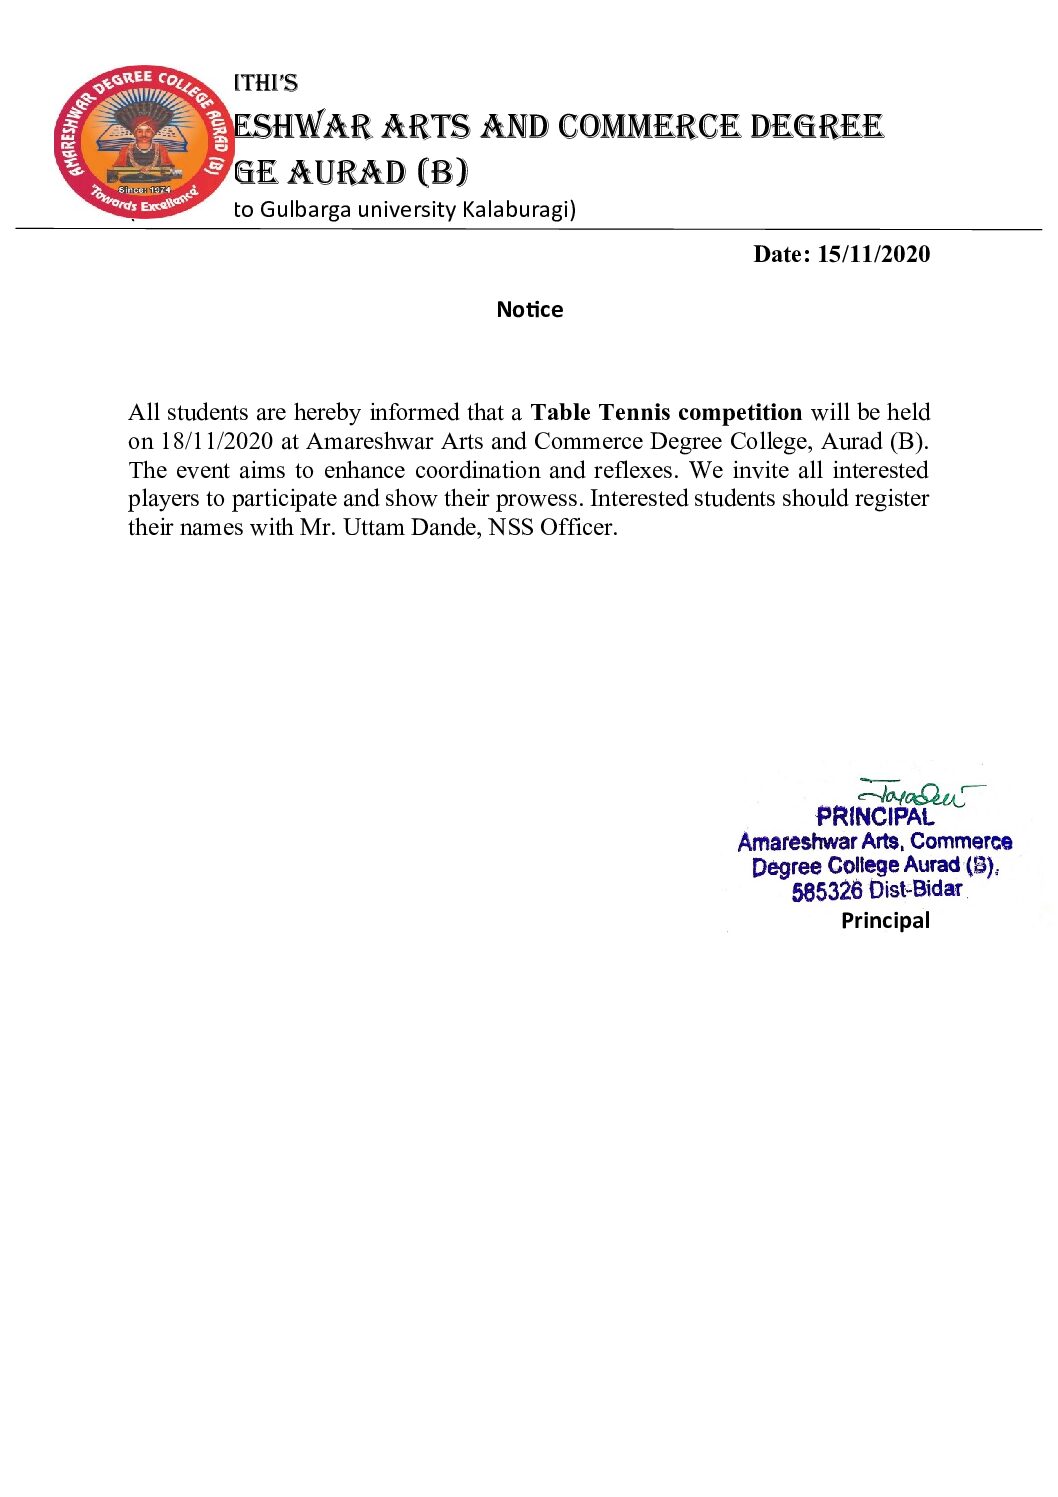 AMARESHWAR DEGREE COLLEGE AURAD (B)
Since 1974
'Towards Excellence'
ITHI'S
ESHWAR ARTS AND COMMERCE DEGREE
GE AURAD (B)
to Gulbarga university Kalaburagi)
Date: 15/11/2020
Notice
All students are hereby informed that a Table Tennis competition will be held
on 18/11/2020 at Amareshwar Arts and Commerce Degree College, Aurad (B).
The event aims to enhance coordination and reflexes. We invite all interested
players to participate and show their prowess. Interested students should register
their names with Mr. Uttam Dande, NSS Officer.
PRINCIPAL
Amareshwar Arts, Commerce
Degree College Aurad (B).
585326 Dist-Bidar
Principal